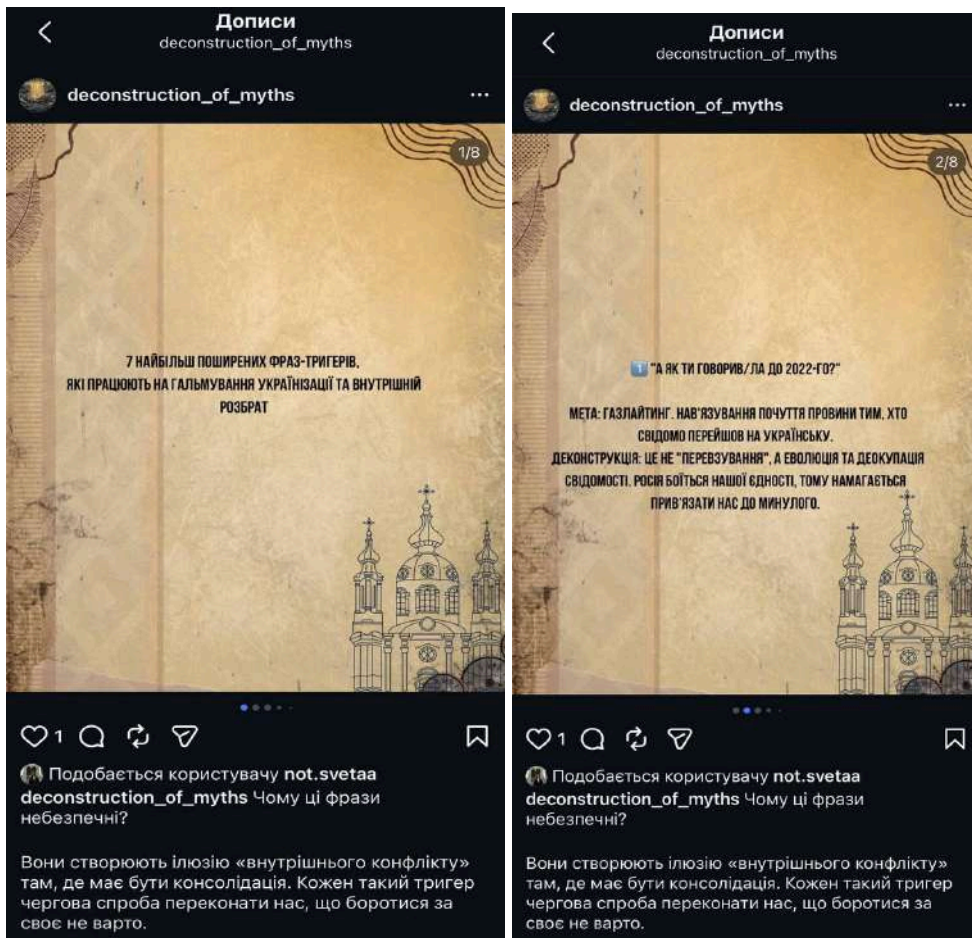 Дописи
deconstruction_of_myths
deconstruction_of_myths
1/8
7 НАЙБІЛЬШ ПОШИРЕНИХ ФРАЗ-ТРИГЕРІВ,
ЯКІ ПРАЦЮЮТЬ НА ГАЛЬМУВАННЯ УКРАЇНІЗАЦІЇ ТА ВНУТРІШНІЙ
РОЗБРАТ
1
Подобається користувачу not.svetaa
deconstruction_of_myths Чому ці фрази
небезпечні?
Вони створюють ілюзію «внутрішнього конфлікту»
там, де має бути консолідація. Кожен такий тригер
чергова спроба переконати нас, що боротися за
своє не варто.
Дописи
deconstruction_of_myths
deconstruction_of_myths
2/8
1 "А ЯК ТИ ГОВОРИВ/ЛА ДО 2022-ГО?"
МЕТА: ГАЗЛАЙТИНГ. НАВ'ЯЗУВАННЯ ПОЧУТТЯ ПРОВИНИ ТИМ, ХТО
СВІДОМО ПЕРЕЙШОВ НА УКРАЇНСЬКУ.
ДЕКОНСТРУКЦІЯ: ЦЕ НЕ "ПЕРЕВЗУВАННЯ", А ЕВОЛЮЦІЯ ТА ДЕОКУПАЦІЯ
СВІДОМОСТІ. РОСІЯ БОЇТЬСЯ НАШОЇ ЄДНОСТІ, ТОМУ НАМАГАЄТЬСЯ
ПРИВ'ЯЗАТИ НАС ДО МИНУЛОГО.
1
Подобається користувачу not.svetaa
deconstruction_of_myths Чому ці фрази
небезпечні?
Вони створюють ілюзію «внутрішнього конфлікту»
там, де має бути консолідація. Кожен такий тригер
чергова спроба переконати нас, що боротися за
своє не варто.